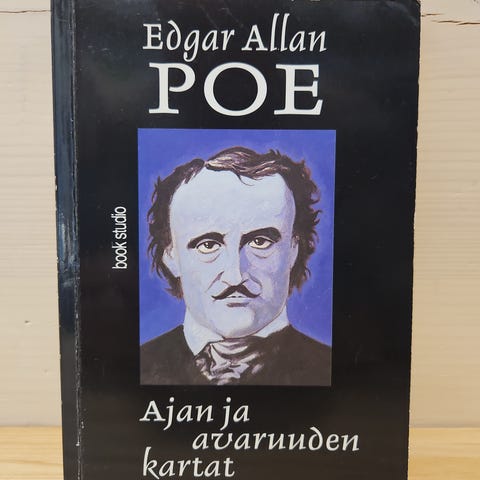 Edgar Allan
POE
book studio
Ajan ja
avaruuden
kartat